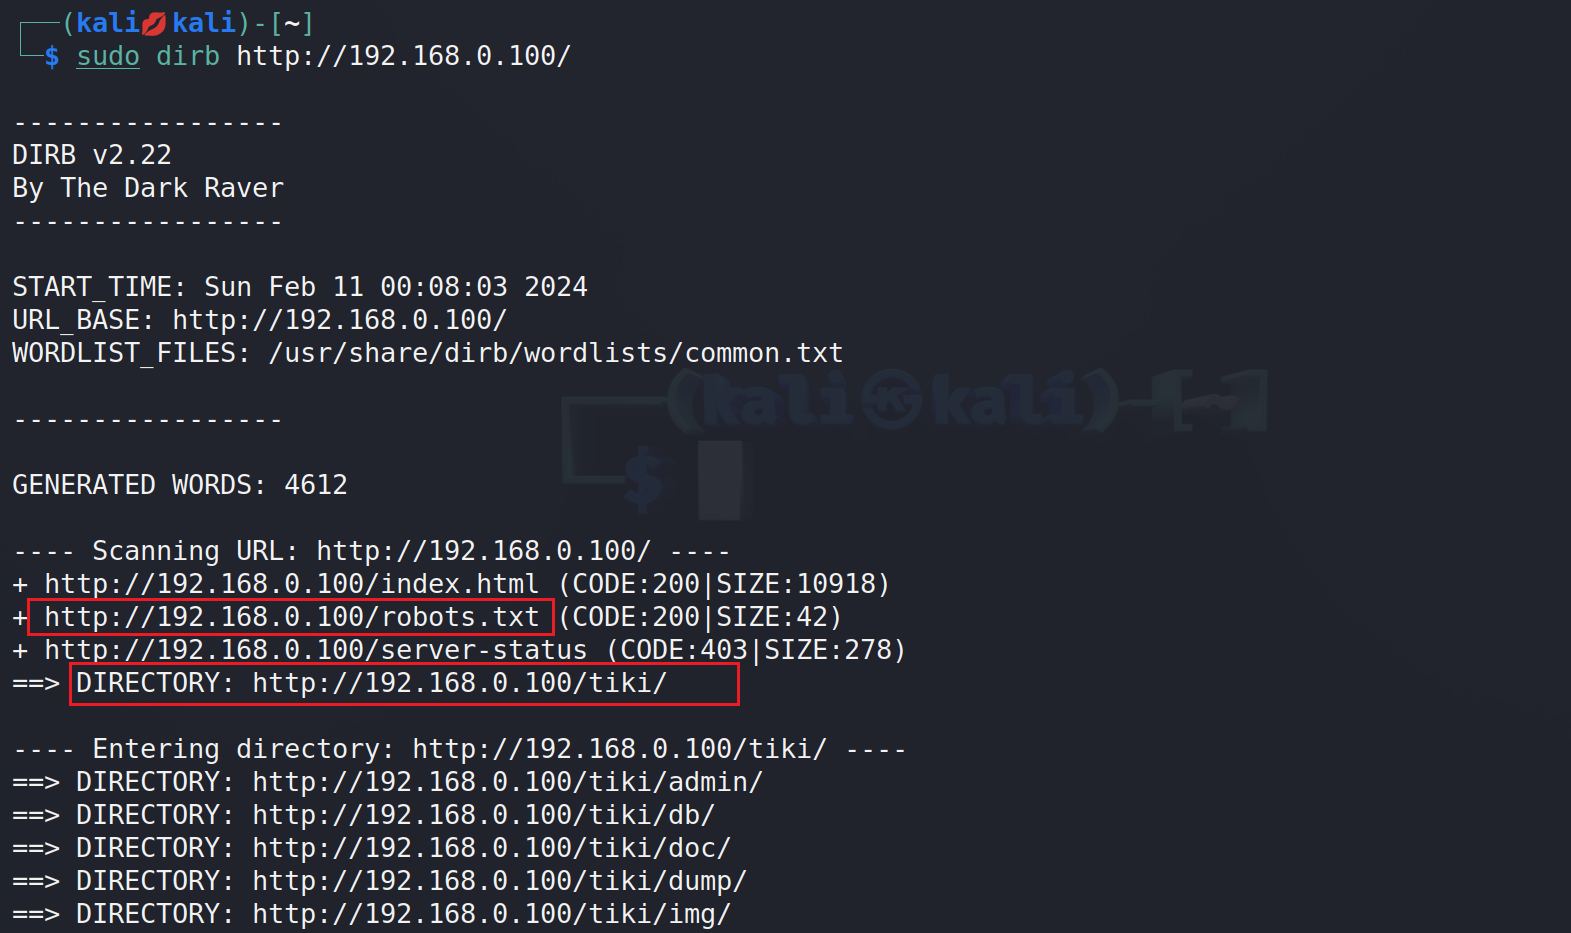 (kali💋kali)-[~]
$ sudo dirb http://192.168.0.100/
-----------------
DIRB v2.22
By The Dark Raver
-----------------
START_TIME: Sun Feb 11 00:08:03 2024
URL_BASE: http://192.168.0.100/
WORDLIST_FILES: /usr/share/dirb/wordlists/common.txt
(kali㉿kali)-[~]
-----------------
$
GENERATED WORDS: 4612
---- Scanning URL: http://192.168.0.100/ ----
+ http://192.168.0.100/index.html (CODE:200|SIZE:10918)
+ http://192.168.0.100/robots.txt (CODE:200|SIZE:42)
+ http://192.168.0.100/server-status (CODE:403|SIZE:278)
==> DIRECTORY: http://192.168.0.100/tiki/
---- Entering directory: http://192.168.0.100/tiki/ ----
==> DIRECTORY: http://192.168.0.100/tiki/admin/
==> DIRECTORY: http://192.168.0.100/tiki/db/
==> DIRECTORY: http://192.168.0.100/tiki/doc/
==> DIRECTORY: http://192.168.0.100/tiki/dump/
==> DIRECTORY: http://192.168.0.100/tiki/img/